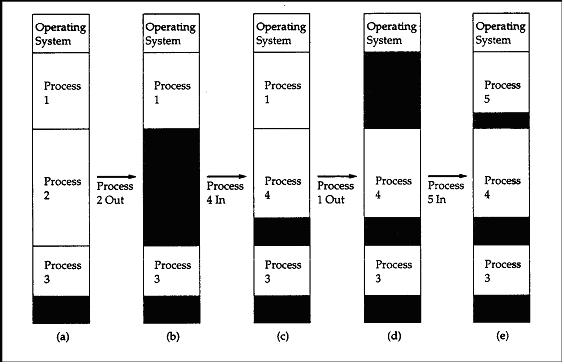 Operating
System
Process
1
Process
2
Process
3
(a)
Process
2 Out
Operating
System
Process
1
Process
3
(b)
Process
4 In
Operating
System
Process
1
Process
4
Process
3
(c)
Process
1 Out
Operating
System
Process
4
Process
3
(d)
Process
5 In
Operating
System
Process
5
Process
4
Process
3
(e)